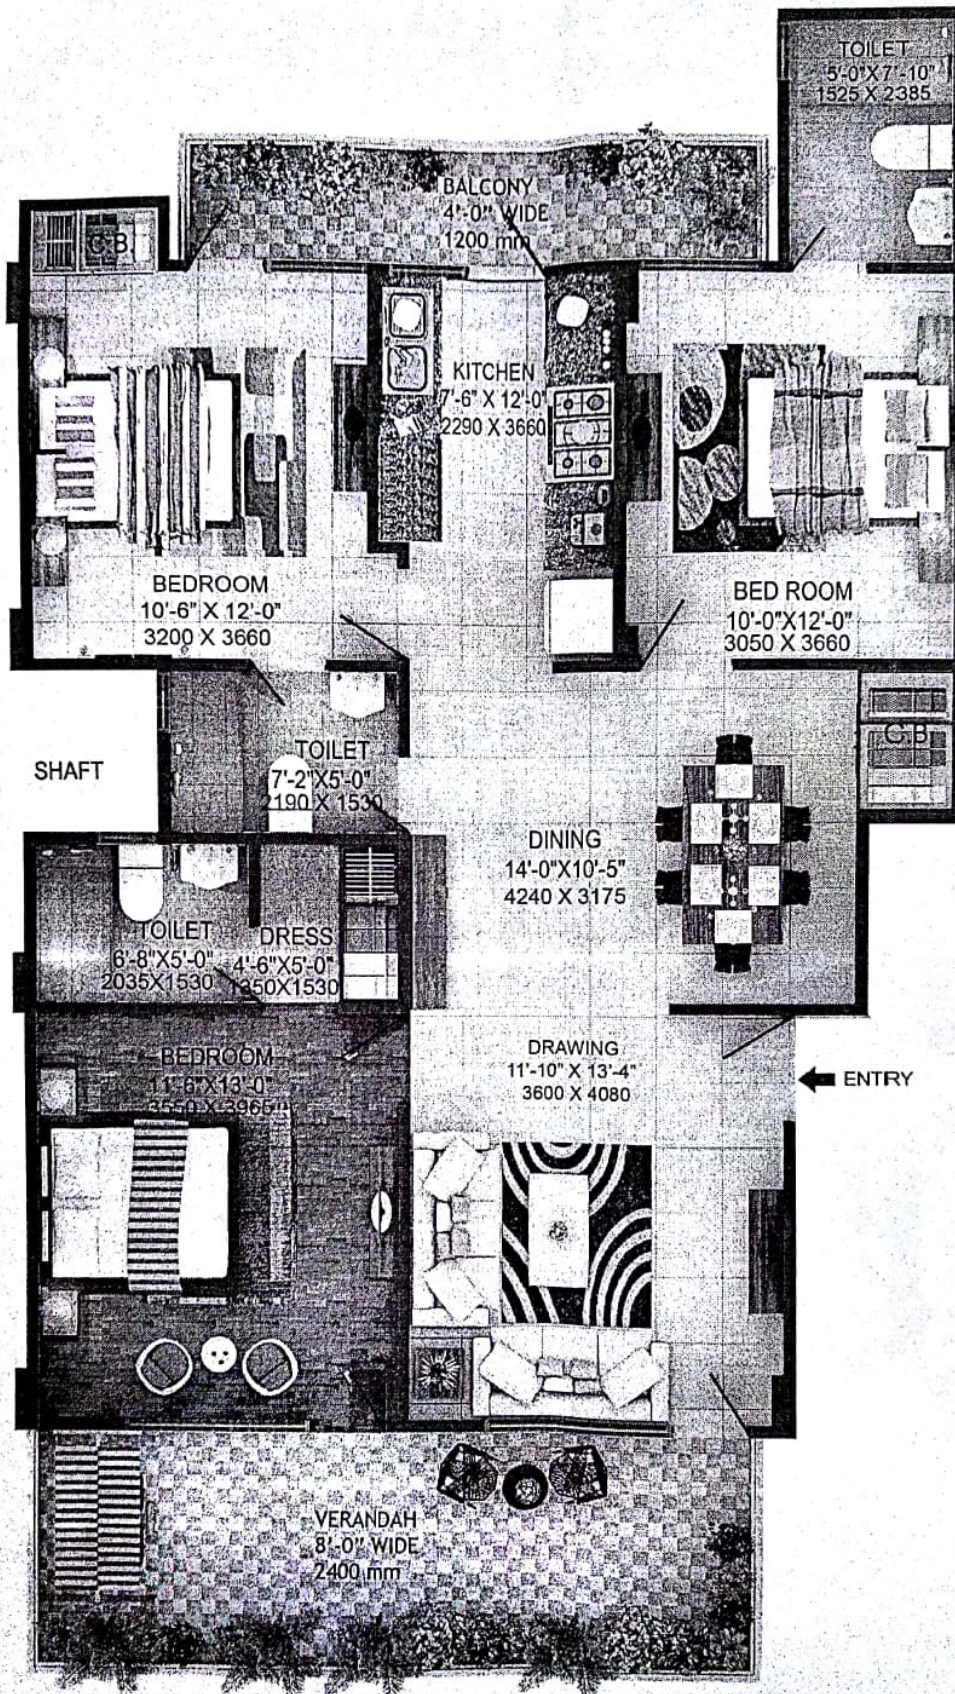 TOILET
5'-0"X7'-10"
1525 X 2385
BALCONY
4'-0" WIDE
1200 mm
C.B.
KITCHEN
7'-6" X 12'-0"
2290 X 3660
BEDROOM
10'-6" X 12'-0"
3200 X 3660
BED ROOM
10'-0"X12'-0"
3050 X 3660
SHAFT
TOILET
7'-2"X5'-0"
2190 X 1530
C.B.
DINING
14'-0"X10'-5"
4240 X 3175
TOILET
6'-8"X5'-0"
2035X1530
DRESS
4'-6"X5'-0"
1350X1530
BEDROOM
11'-6"X13'-0"
3550 X 3965
DRAWING
11'-10" X 13'-4"
3600 X 4080
ENTRY
VERANDAH
8'-0" WIDE
2400 mm